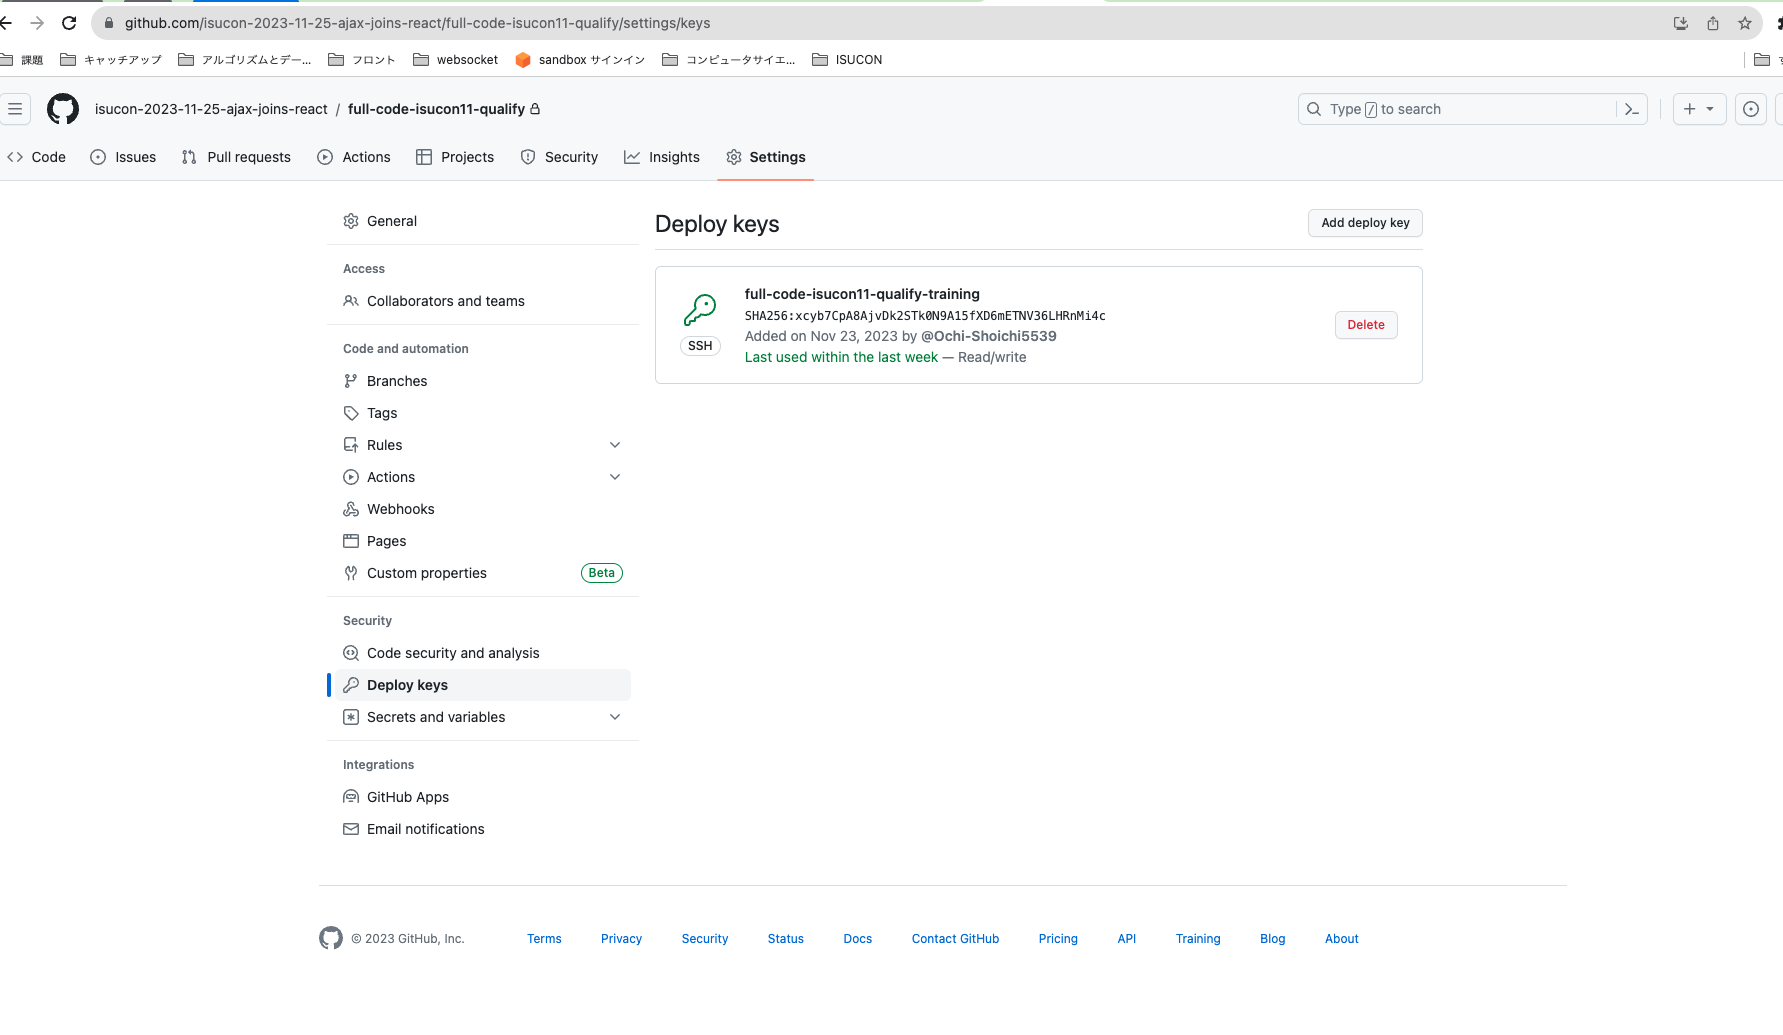 github.com/isucon-2023-11-25-ajax-joins-react/full-code-isucon11-qualify/settings/keys
課題 キャッチアップ アルゴリズムとデー... フロント websocket sandbox サインイン コンピュータサイエ... ISUCON
isucon-2023-11-25-ajax-joins-react / full-code-isucon11-qualify
Type / to search
Code Issues Pull requests Actions Projects Security Insights Settings
General
Access
Collaborators and teams
Code and automation
Branches
Tags
Rules
Actions
Webhooks
Pages
Custom properties Beta
Security
Code security and analysis
Deploy keys
Secrets and variables
Integrations
GitHub Apps
Email notifications
Deploy keys
Add deploy key
full-code-isucon11-qualify-training
SHA256:xcyb7CpA8AjvDk2STk0N9A15fXD6mETNV36LHRnMi4c
Added on Nov 23, 2023 by @Ochi-Shoichi5539
Last used within the last week — Read/write
SSH
Delete
© 2023 GitHub, Inc. Terms Privacy Security Status Docs Contact GitHub Pricing API Training Blog About